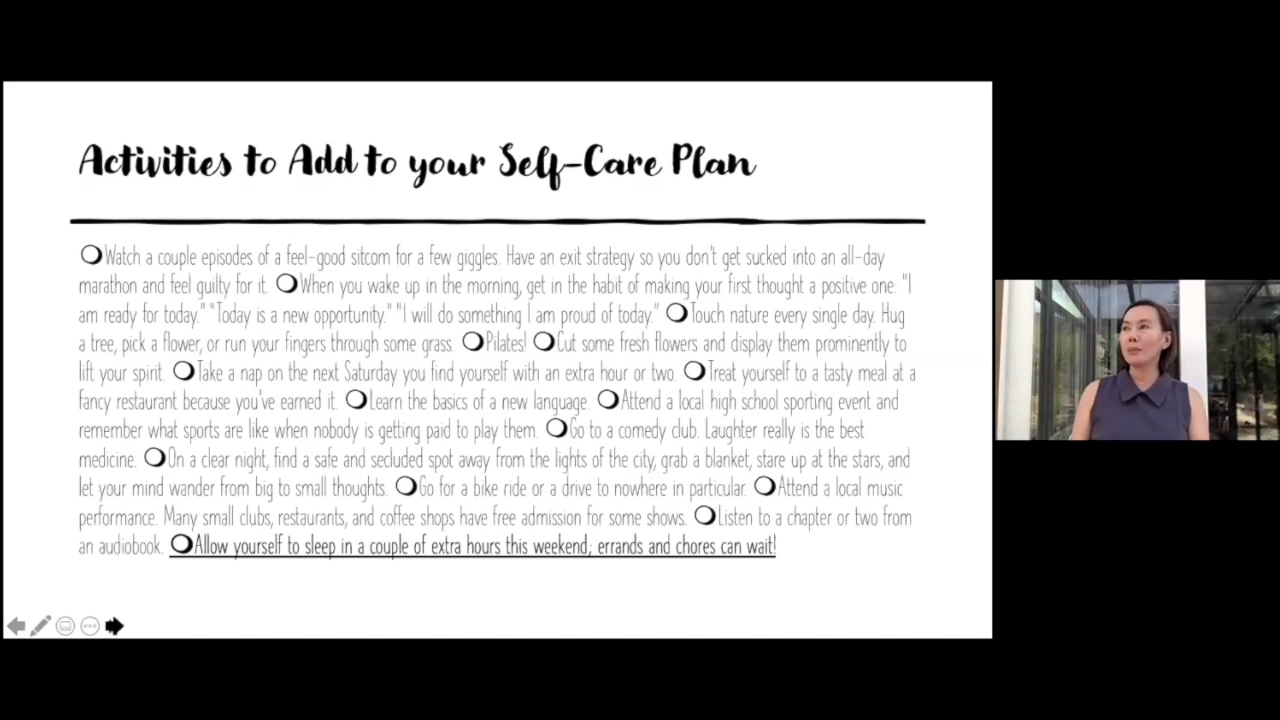 Activities to Add to your Self-Care Plan
❍Watch a couple episodes of a feel-good sitcom for a few giggles. Have an exit strategy so you don't get sucked into an all-day
marathon and feel guilty for it. ❍When you wake up in the morning, get in the habit of making your first thought a positive one: "I
am ready for today." "Today is a new opportunity." "I will do something I am proud of today." ❍Touch nature every single day. Hug
a tree, pick a flower, or run your fingers through some grass. ❍Pilates! ❍Cut some fresh flowers and display them prominently to
lift your spirit. ❍Take a nap on the next Saturday you find yourself with an extra hour or two. ❍Treat yourself to a tasty meal at a
fancy restaurant because you've earned it. ❍Learn the basics of a new language. ❍Attend a local high school sporting event and
remember what sports are like when nobody is getting paid to play them. ❍Go to a comedy club. Laughter really is the best
medicine. ❍On a clear night, find a safe and secluded spot away from the lights of the city, grab a blanket, stare up at the stars, and
let your mind wander from big to small thoughts. ❍Go for a bike ride or a drive to nowhere in particular. ❍Attend a local music
performance. Many small clubs, restaurants, and coffee shops have free admission for some shows. ❍Listen to a chapter or two from
an audiobook. ❍Allow yourself to sleep in a couple of extra hours this weekend; errands and chores can wait!